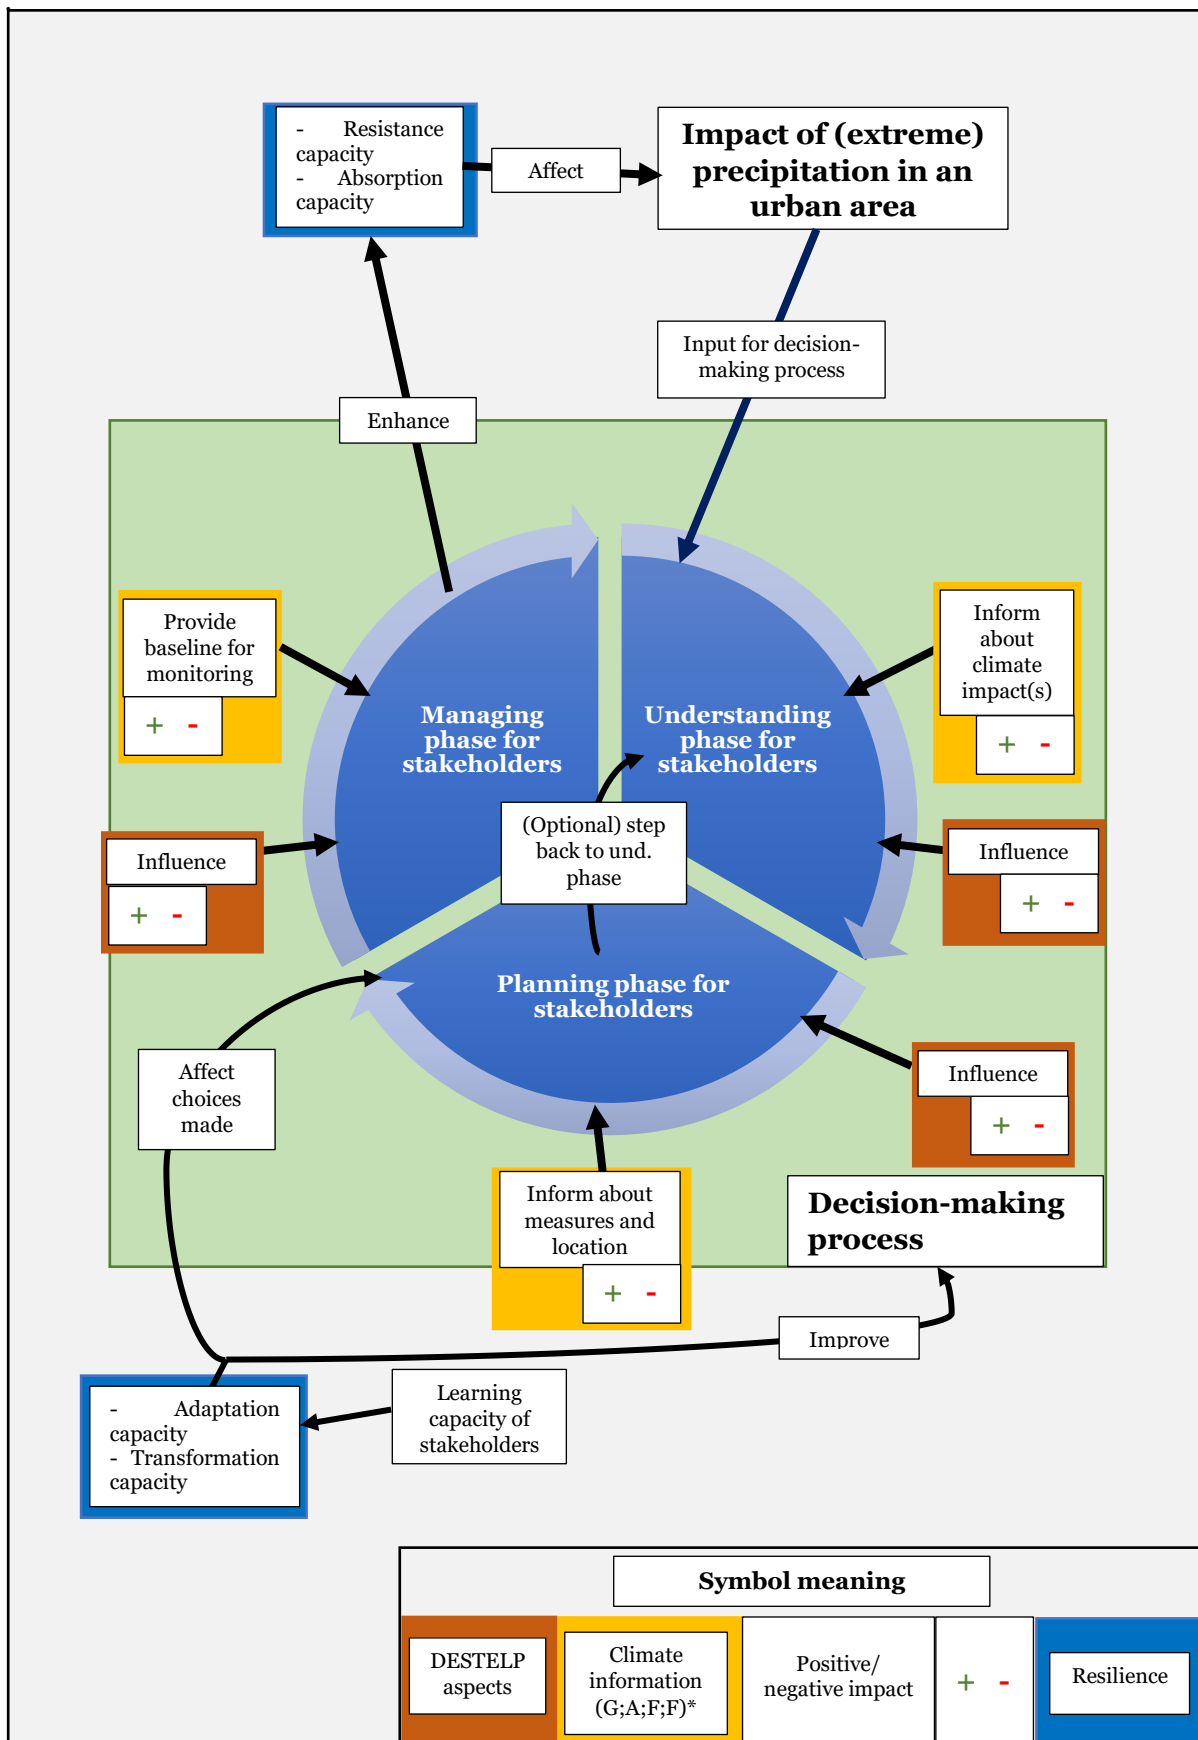 - Resistance
capacity
- Absorption
capacity
Affect
Impact of (extreme)
precipitation in an
urban area
Input for decision-
making process
Enhance
Provide
baseline for
monitoring
+ -
Inform
about
climate
impact(s)
+ -
Managing
phase for
stakeholders
Understanding
phase for
stakeholders
(Optional) step
back to und.
phase
Influence
+ -
Influence
+ -
Planning phase for
stakeholders
Affect
choices
made
Influence
+ -
Inform about
measures and
location
+ -
Decision-making
process
Improve
- Adaptation
capacity
- Transformation
capacity
Learning
capacity of
stakeholders
Symbol meaning
DESTELP
aspects
Climate
information
(G;A;F;F)*
Positive/
negative impact
+ -
Resilience